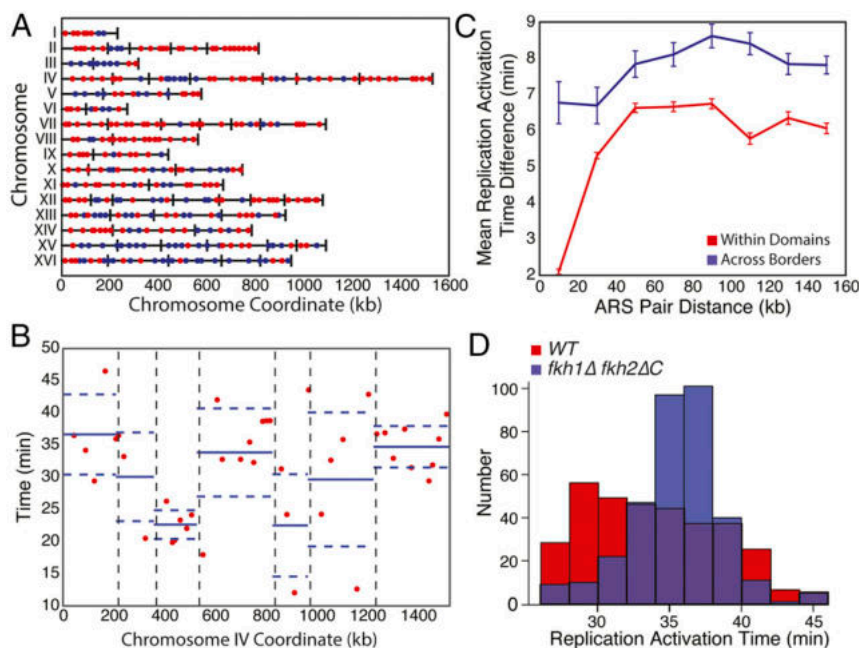 A
Chromosome
I
II
III
IV
V
VI
VII
VIII
IX
X
XI
XII
XIII
XIV
XV
XVI
0 200 400 600 800 1000 1200 1400 1600
Chromosome Coordinate (kb)
B
Time (min)
50
45
40
35
30
25
20
15
10
0 200 400 600 800 1000 1200 1400
Chromosome IV Coordinate (kb)
C
Mean Replication Activation
Time Difference (min)
9
8
7
6
5
4
3
2
Within Domains
Across Borders
0 20 40 60 80 100 120 140 160
ARS Pair Distance (kb)
D
WT
fkh1Δ fkh2ΔC
Number
100
80
60
40
20
0
30 35 40 45
Replication Activation Time (min)